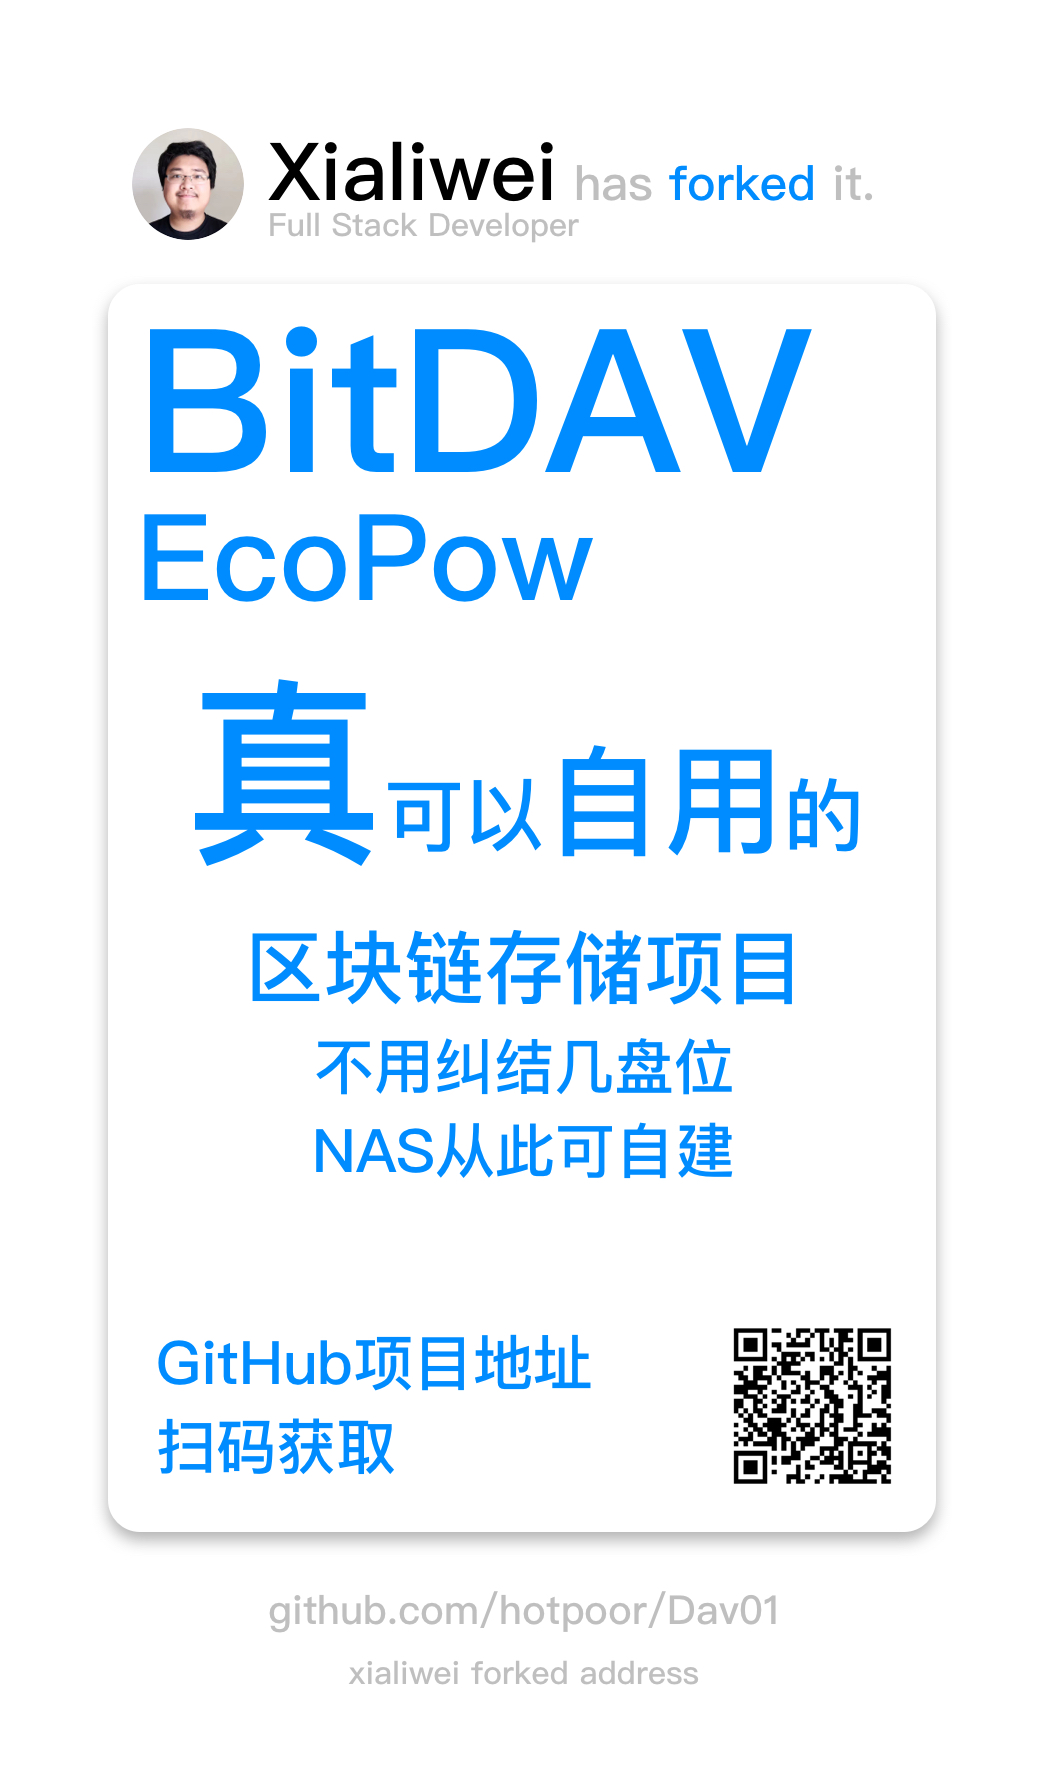 Xialiwei has forked it.
Full Stack Developer
BitDAV
EcoPow
真可以自用的
区块链存储项目
不用纠结几盘位
NAS从此可自建
GitHub项目地址
扫码获取
github.com/hotpoor/Dav01
xialiwei forked address